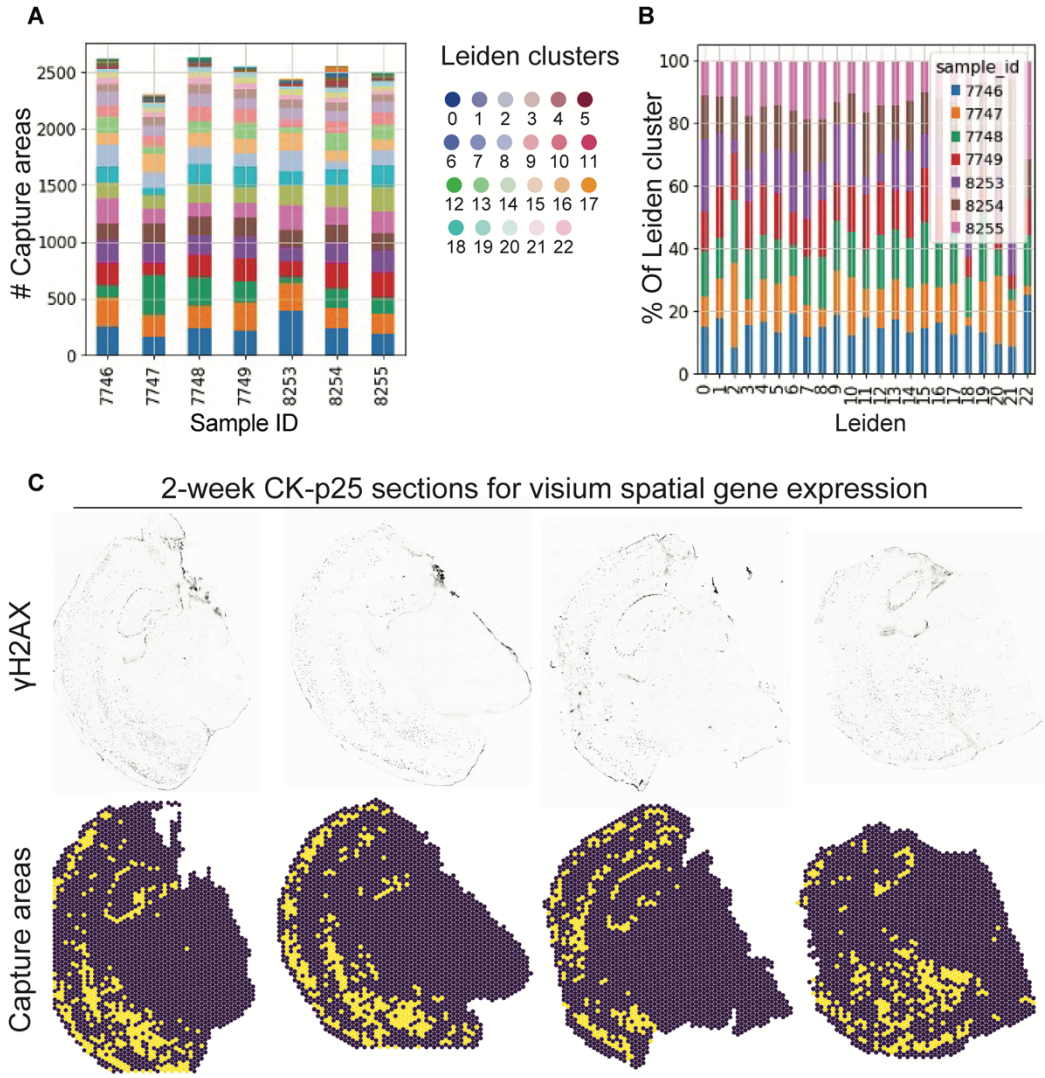 A
# Capture areas
2500
2000
1500
1000
500
0
7746
7747
7748
7749
8253
8254
8255
Sample ID
Leiden clusters
0 1 2 3 4 5
6 7 8 9 10 11
12 13 14 15 16 17
18 19 20 21 22
B
% Of Leiden cluster
100
80
60
40
20
0
sample_id
7746
7747
7748
7749
8253
8254
8255
0 1 2 3 4 5 6 7 8 9 10 11 12 13 14 15 16 17 18 19 20 21 22
Leiden
C
2-week CK-p25 sections for visium spatial gene expression
γH2AX
Capture areas